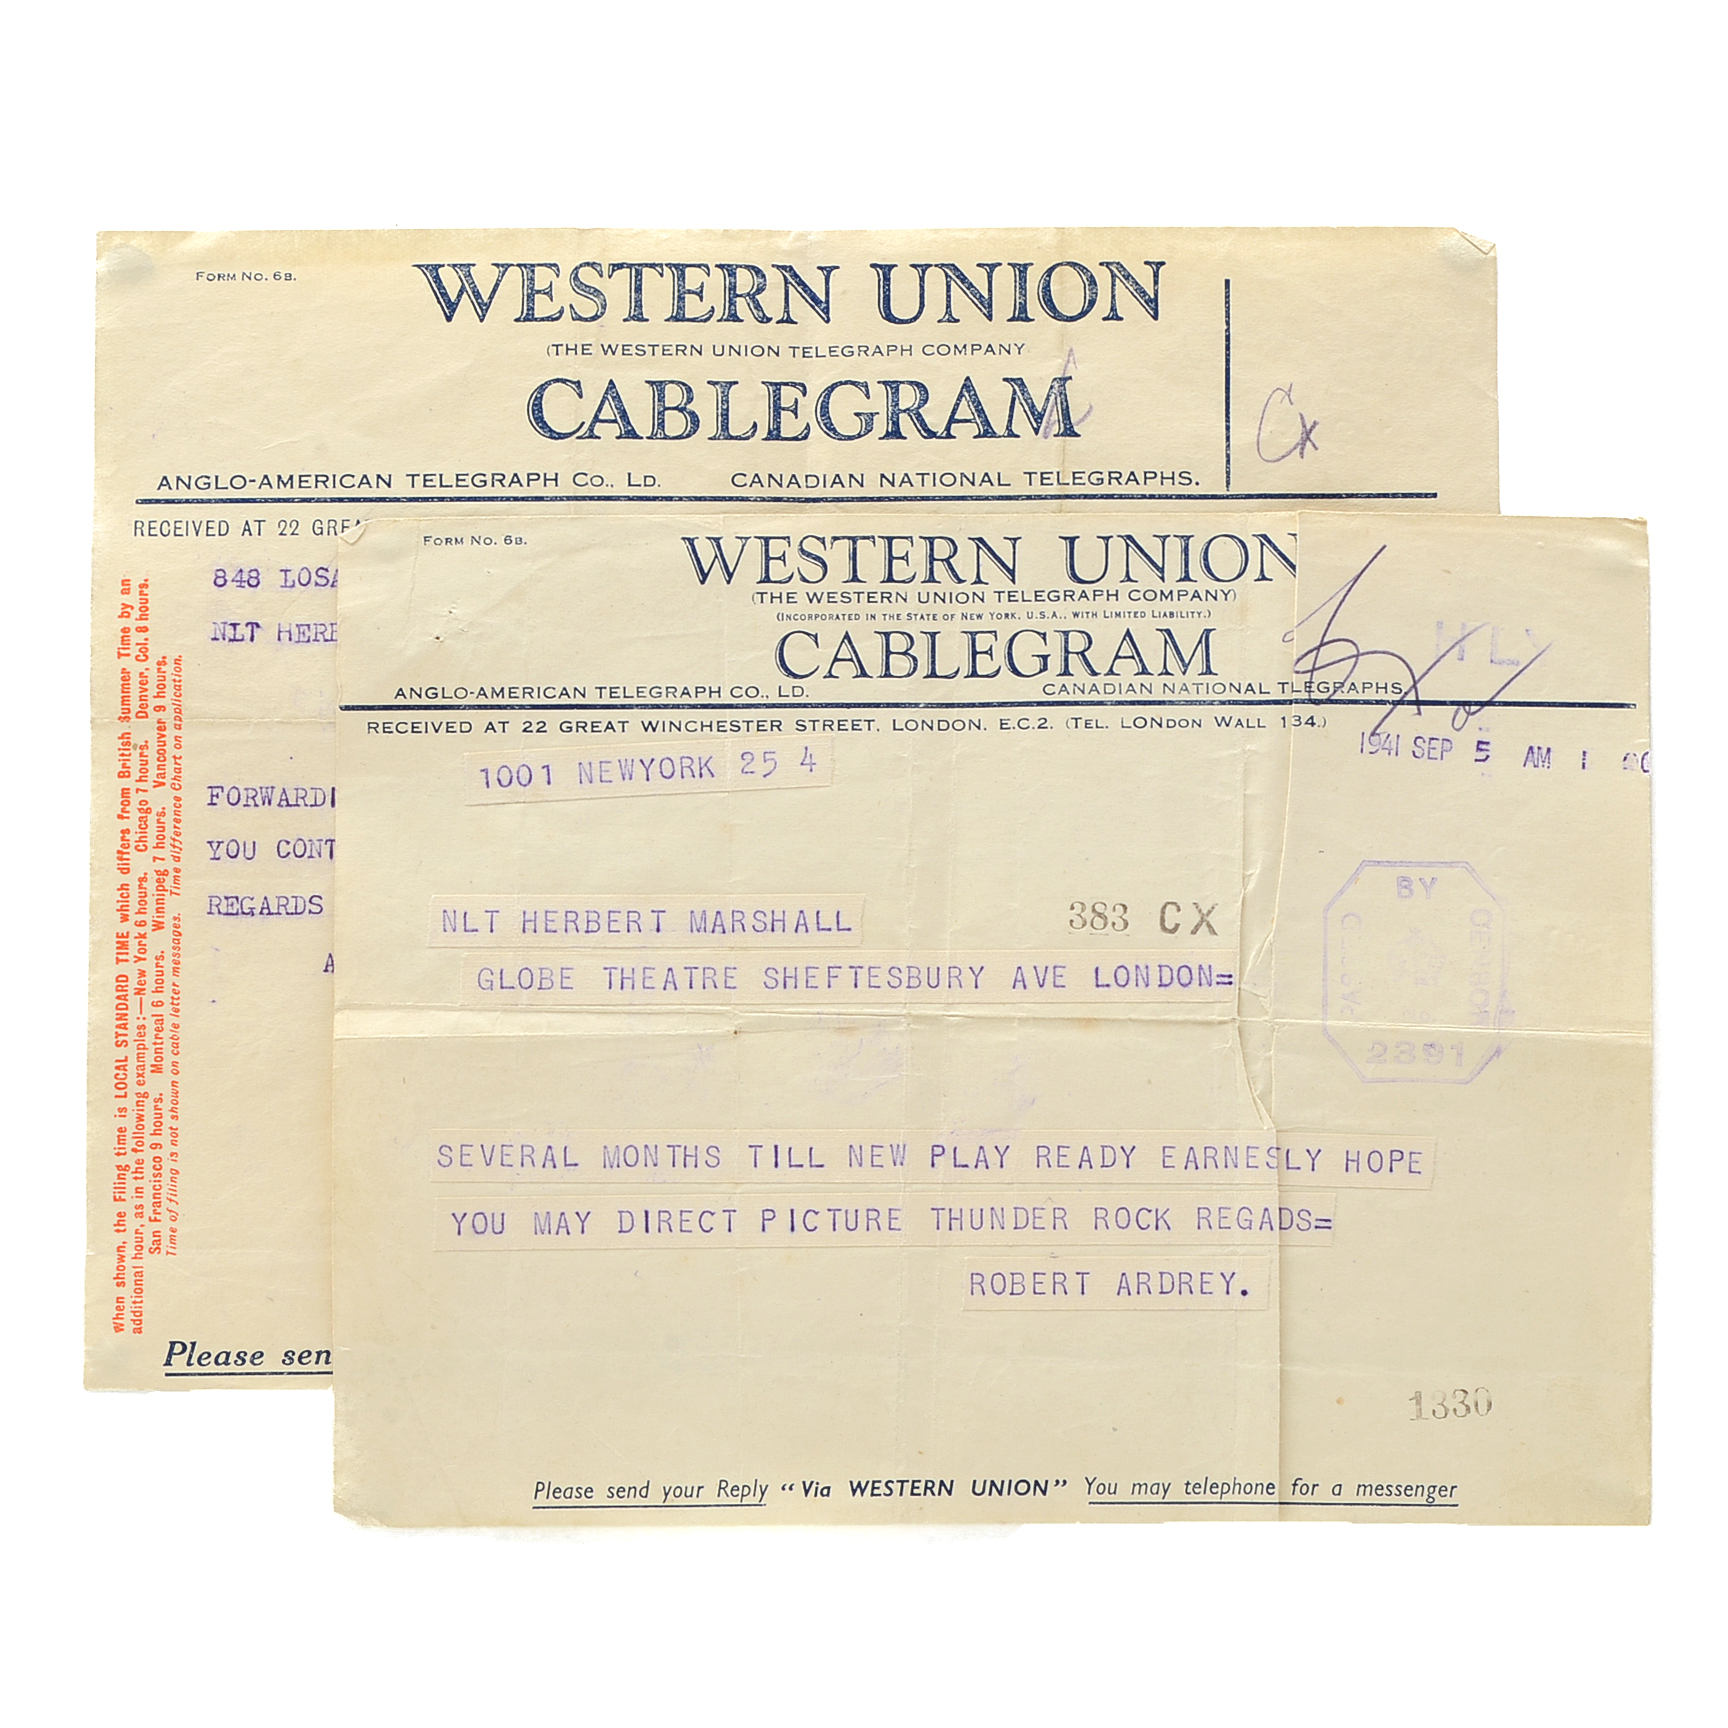 FORM NO. 6B.
WESTERN UNION
(THE WESTERN UNION TELEGRAPH COMPANY
CABLEGRAM
Cx
ANGLO-AMERICAN TELEGRAPH Co., LD. CANADIAN NATIONAL TELEGRAPHS.
RECEIVED AT 22 GREA
848 LOSA
NLT HERB
FORWARDI
YOU CONT
REGARDS
A
When shown, the Filing time is LOCAL STANDARD TIME which differs from British Summer Time by an
additional hour, as in the following examples:—New York 6 hours. Chicago 7 hours. Denver, Col. 8 hours.
San Francisco 9 hours. Montreal 6 hours. Winnipeg 7 hours. Vancouver 9 hours.
Time of filing is not shown on cable letter messages. Time difference Chart on application.
Please sen
FORM NO. 6B.
WESTERN UNION
(THE WESTERN UNION TELEGRAPH COMPANY)
(INCORPORATED IN THE STATE OF NEW YORK, U.S.A., WITH LIMITED LIABILITY.)
CABLEGRAM
ANGLO-AMERICAN TELEGRAPH CO., LD. CANADIAN NATIONAL TLEGRAPHS
RECEIVED AT 22 GREAT WINCHESTER STREET, LONDON, E.C.2. (TEL. LONDON WALL 134.)
1941 SEP 5 AM 1
1001 NEWYORK 25 4
BY
2391
NLT HERBERT MARSHALL 383 CX
GLOBE THEATRE SHEFTESBURY AVE LONDON=
SEVERAL MONTHS TILL NEW PLAY READY EARNESLY HOPE
YOU MAY DIRECT PICTURE THUNDER ROCK REGADS=
ROBERT ARDREY.
1330
Please send your Reply “Via WESTERN UNION” You may telephone for a messenger